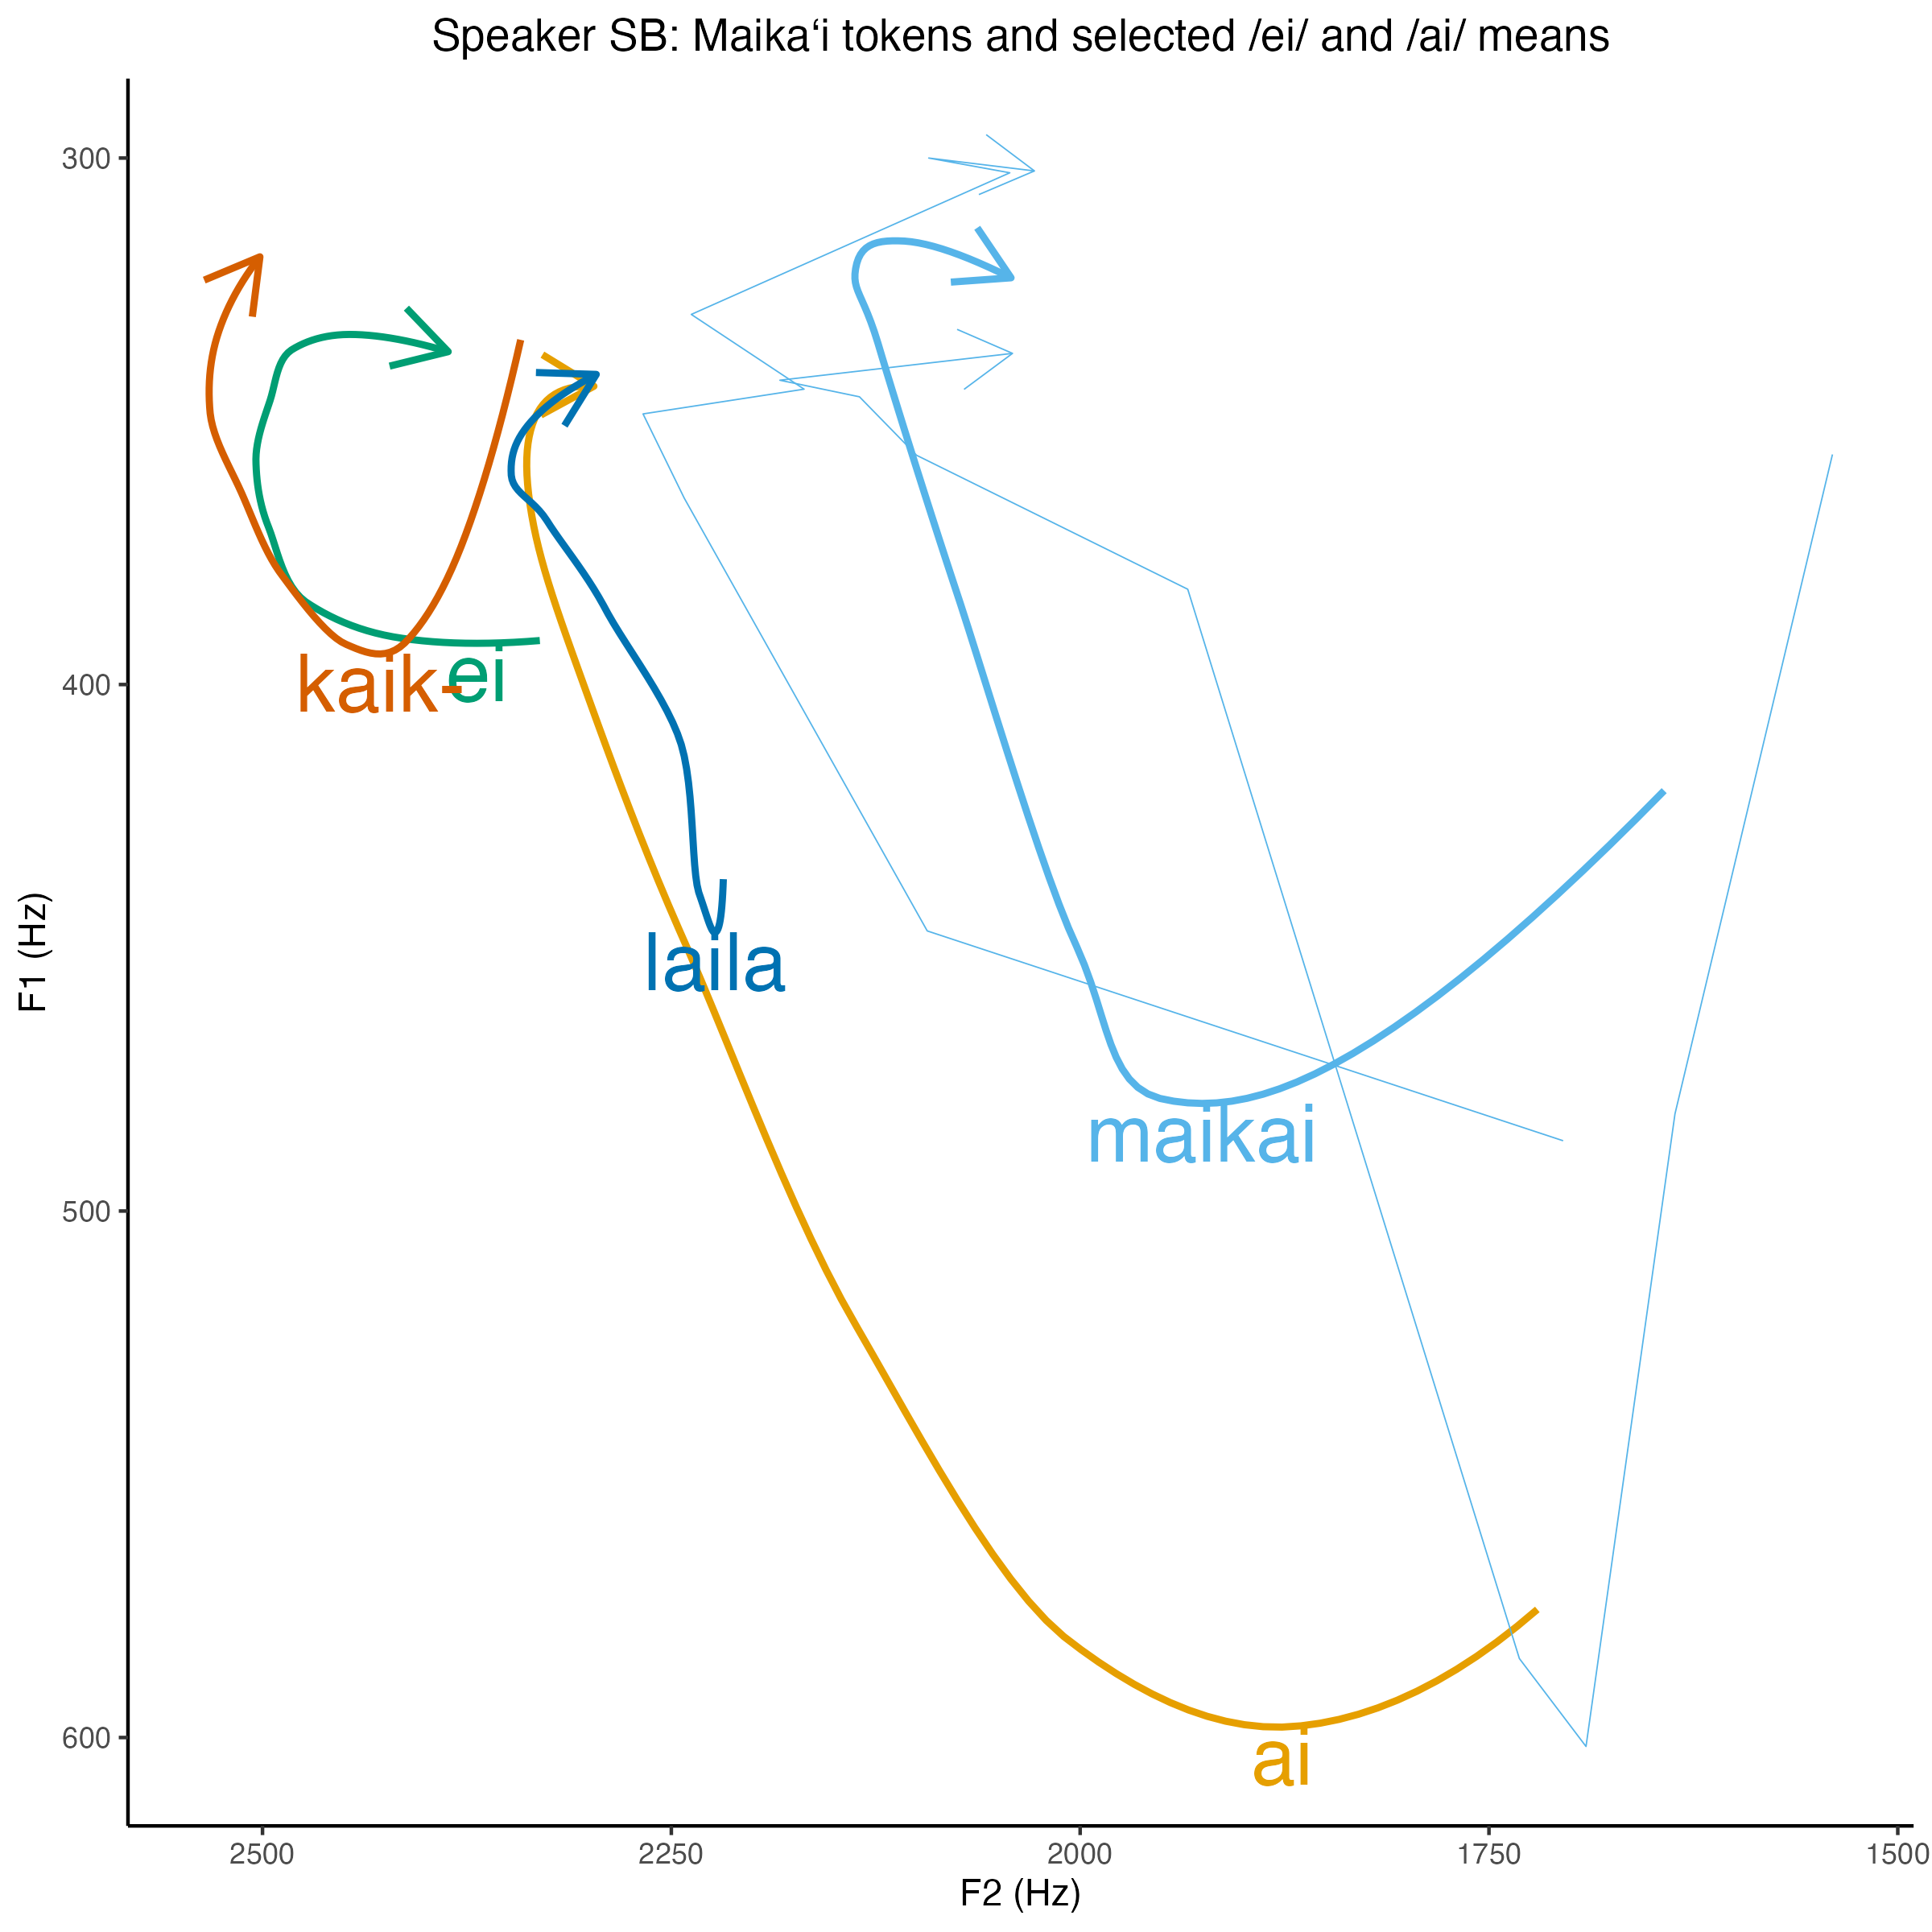 Speaker SB: Maika‘i tokens and selected /ei/ and /ai/ means
300
400
500
600
F1 (Hz)
kaik-
ei
laila
maikai
ai
2500
2250
2000
1750
1500
F2 (Hz)